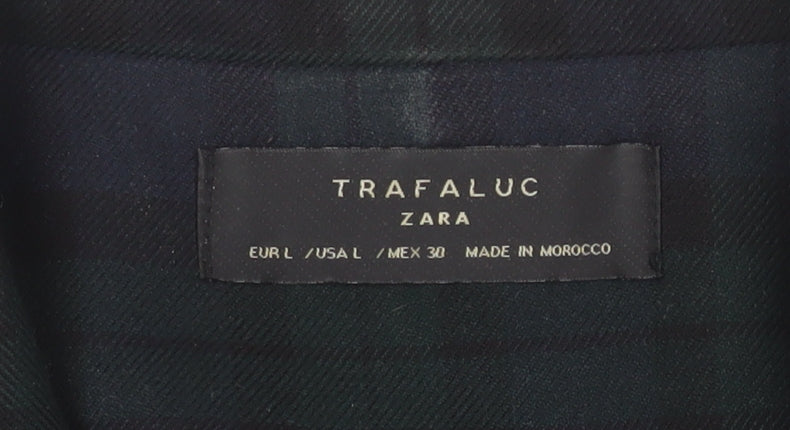 TRAFALUC
ZARA
EUR L / USA L / MEX 30 MADE IN MOROCCO